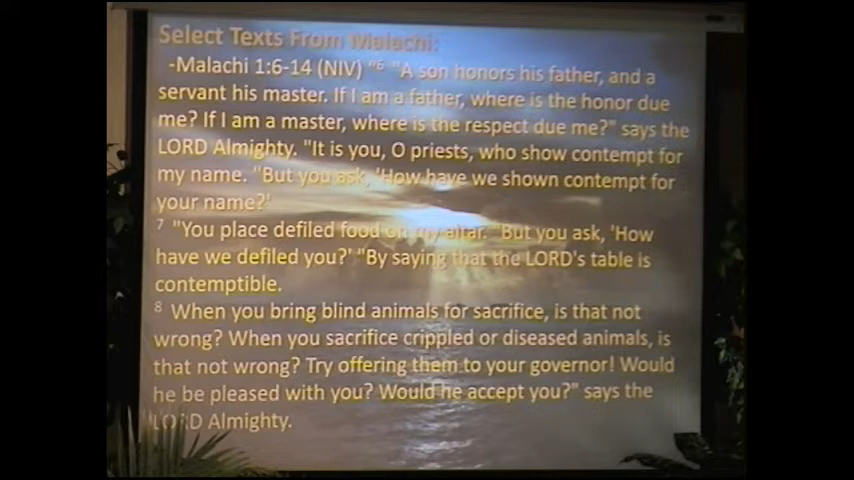 Select Texts From Malachi:
-Malachi 1:6-14 (NIV) "⁶ "A son honors his father, and a
servant his master. If I am a father, where is the honor due
me? If I am a master, where is the respect due me?" says the
LORD Almighty. "It is you, O priests, who show contempt for
my name. "But you ask, 'How have we shown contempt for
your name?'
⁷ "You place defiled food on my altar. "But you ask, 'How
have we defiled you?' "By saying that the LORD's table is
contemptible.
⁸ When you bring blind animals for sacrifice, is that not
wrong? When you sacrifice crippled or diseased animals, is
that not wrong? Try offering them to your governor! Would
he be pleased with you? Would he accept you?" says the
LORD Almighty.